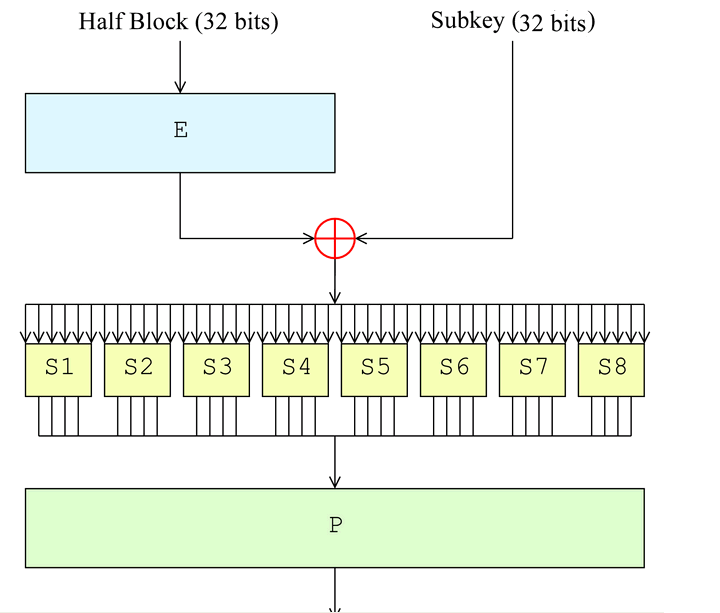 Half Block (32 bits) Subkey (32 bits)
E
S1 S2 S3 S4 S5 S6 S7 S8
P